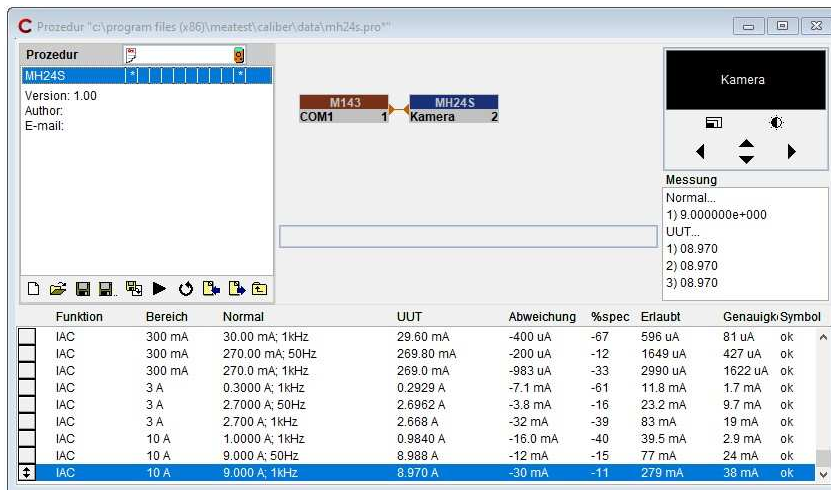 C Prozedur "c:\program files (x86)\meatest\caliber\data\mh24s.pro*"
Prozedur
MH24S * *
Version: 1.00
Author:
E-mail:
M143 MH24S
COM1 1 Kamera 2
Kamera
Messung
Normal...
1) 9.000000e+000
UUT...
1) 08.970
2) 08.970
3) 08.970
Funktion Bereich Normal UUT Abweichung %spec Erlaubt Genauigk Symbol
IAC 300 mA 30.00 mA; 1kHz 29.60 mA -400 uA -67 596 uA 81 uA ok
IAC 300 mA 270.00 mA; 50Hz 269.80 mA -200 uA -12 1649 uA 427 uA ok
IAC 300 mA 270.0 mA; 1kHz 269.0 mA -983 uA -33 2990 uA 1622 uA ok
IAC 3 A 0.3000 A; 1kHz 0.2929 A -7.1 mA -61 11.8 mA 1.7 mA ok
IAC 3 A 2.7000 A; 50Hz 2.6962 A -3.8 mA -16 23.2 mA 9.7 mA ok
IAC 3 A 2.700 A; 1kHz 2.668 A -32 mA -39 83 mA 19 mA ok
IAC 10 A 1.0000 A; 1kHz 0.9840 A -16.0 mA -40 39.5 mA 2.9 mA ok
IAC 10 A 9.000 A; 50Hz 8.988 A -12 mA -15 77 mA 24 mA ok
IAC 10 A 9.000 A; 1kHz 8.970 A -30 mA -11 279 mA 38 mA ok